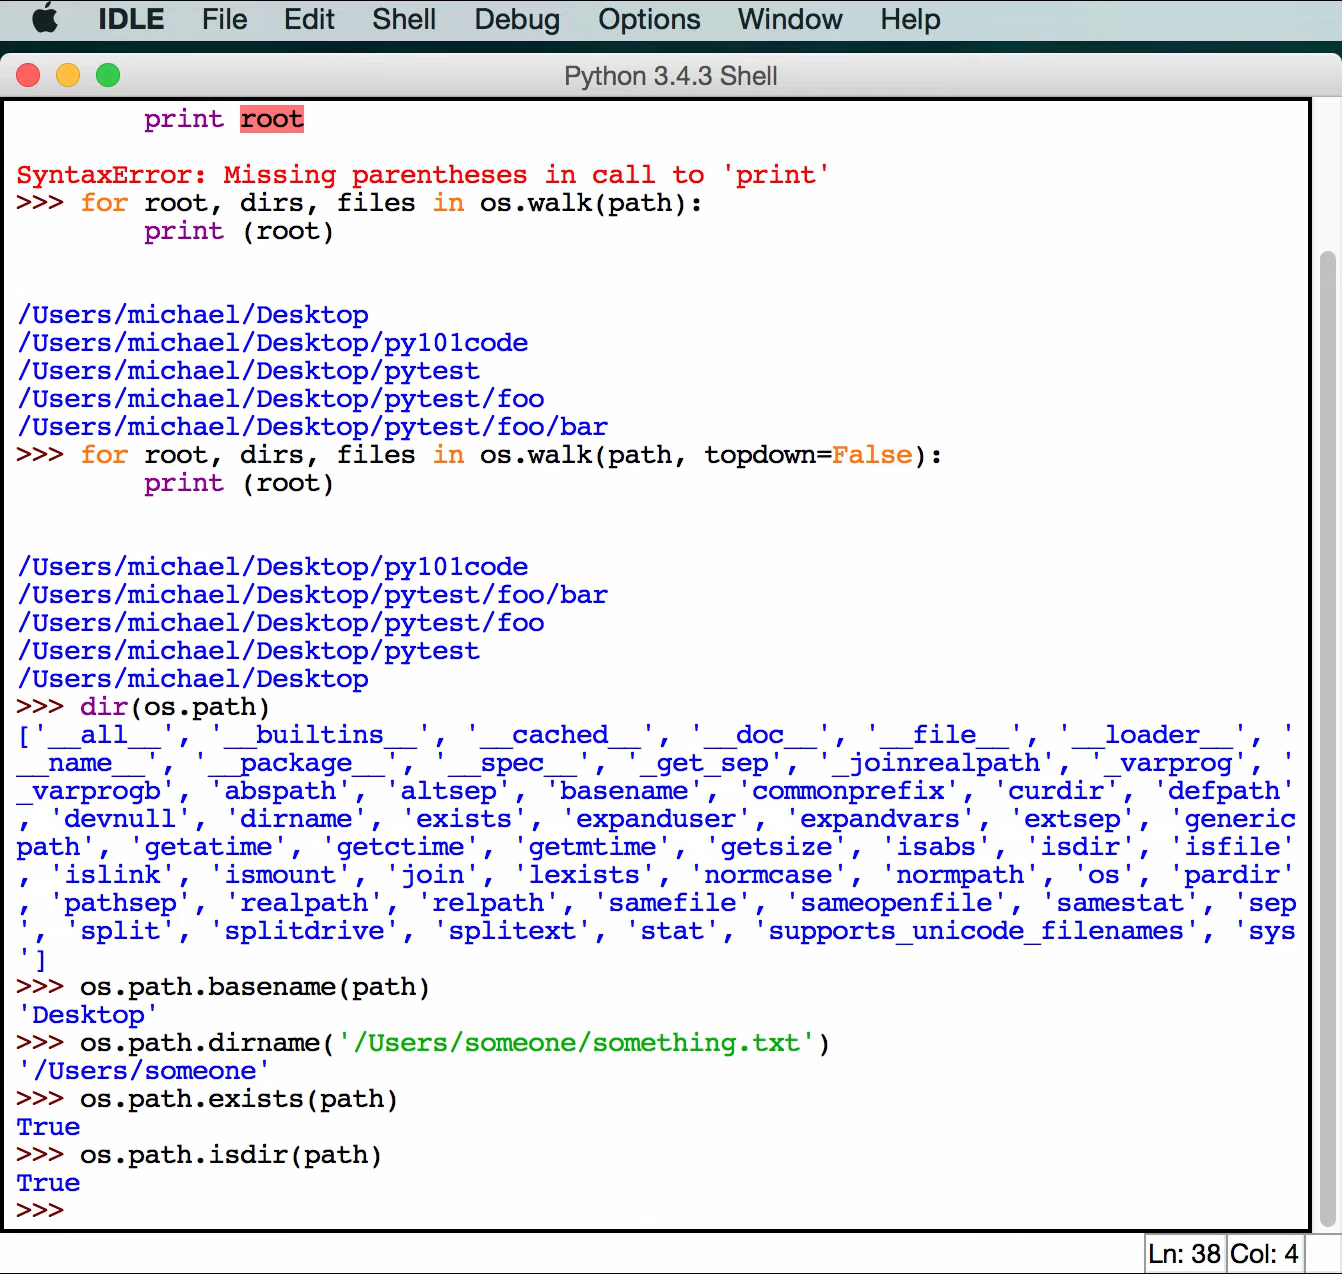 IDLE File Edit Shell Debug Options Window Help
Python 3.4.3 Shell
print root
SyntaxError: Missing parentheses in call to 'print'
>>> for root, dirs, files in os.walk(path):
print (root)
/Users/michael/Desktop
/Users/michael/Desktop/py101code
/Users/michael/Desktop/pytest
/Users/michael/Desktop/pytest/foo
/Users/michael/Desktop/pytest/foo/bar
>>> for root, dirs, files in os.walk(path, topdown=False):
print (root)
/Users/michael/Desktop/py101code
/Users/michael/Desktop/pytest/foo/bar
/Users/michael/Desktop/pytest/foo
/Users/michael/Desktop/pytest
/Users/michael/Desktop
>>> dir(os.path)
['__all__', '__builtins__', '__cached__', '__doc__', '__file__', '__loader__', '
__name__', '__package__', '__spec__', '_get_sep', '_joinrealpath', '_varprog', '
_varprogb', 'abspath', 'altsep', 'basename', 'commonprefix', 'curdir', 'defpath'
, 'devnull', 'dirname', 'exists', 'expanduser', 'expandvars', 'extsep', 'generic
path', 'getatime', 'getctime', 'getmtime', 'getsize', 'isabs', 'isdir', 'isfile'
, 'islink', 'ismount', 'join', 'lexists', 'normcase', 'normpath', 'os', 'pardir'
, 'pathsep', 'realpath', 'relpath', 'samefile', 'sameopenfile', 'samestat', 'sep
', 'split', 'splitdrive', 'splitext', 'stat', 'supports_unicode_filenames', 'sys
']
>>> os.path.basename(path)
'Desktop'
>>> os.path.dirname('/Users/someone/something.txt')
'/Users/someone'
>>> os.path.exists(path)
True
>>> os.path.isdir(path)
True
>>>
Ln: 38 Col: 4